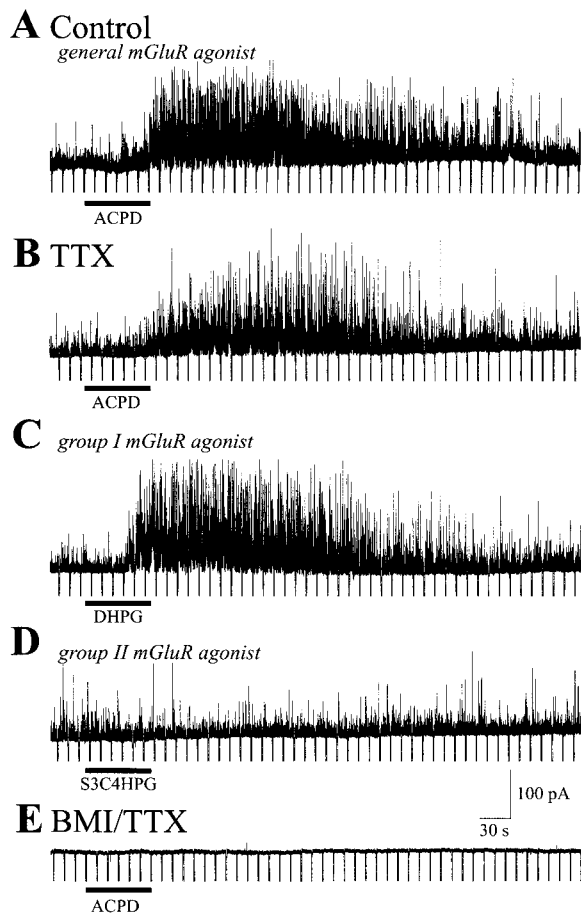 A Control
general mGluR agonist
ACPD
B TTX
ACPD
C group I mGluR agonist
DHPG
D group II mGluR agonist
S3C4HPG
100 pA
30 s
E BMI/TTX
ACPD